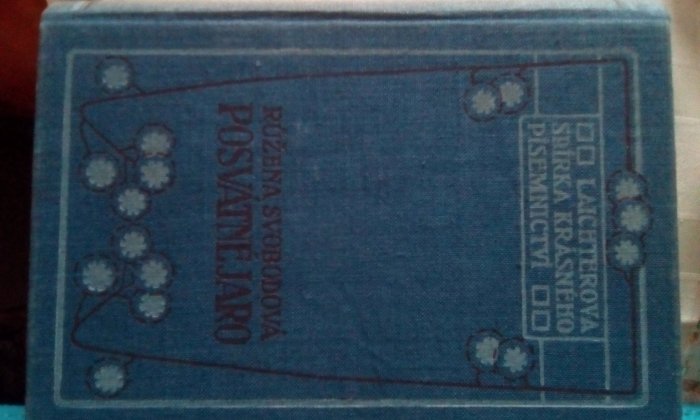 RŮŽENA SVOBODOVÁ
POSVÁTNÉ JARO
LAICHTEROVA
SBÍRKA KRÁSNÉHO
PÍSEMNICTVÍ